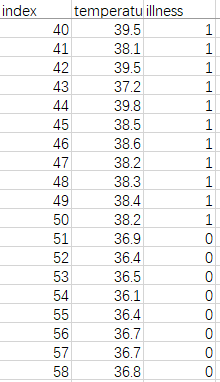 index temperatu illness
40 39.5 1
41 38.1 1
42 39.5 1
43 37.2 1
44 39.8 1
45 38.5 1
46 38.6 1
47 38.2 1
48 38.3 1
49 38.4 1
50 38.2 1
51 36.9 0
52 36.4 0
53 36.5 0
54 36.1 0
55 36.4 0
56 36.7 0
57 36.7 0
58 36.8 0